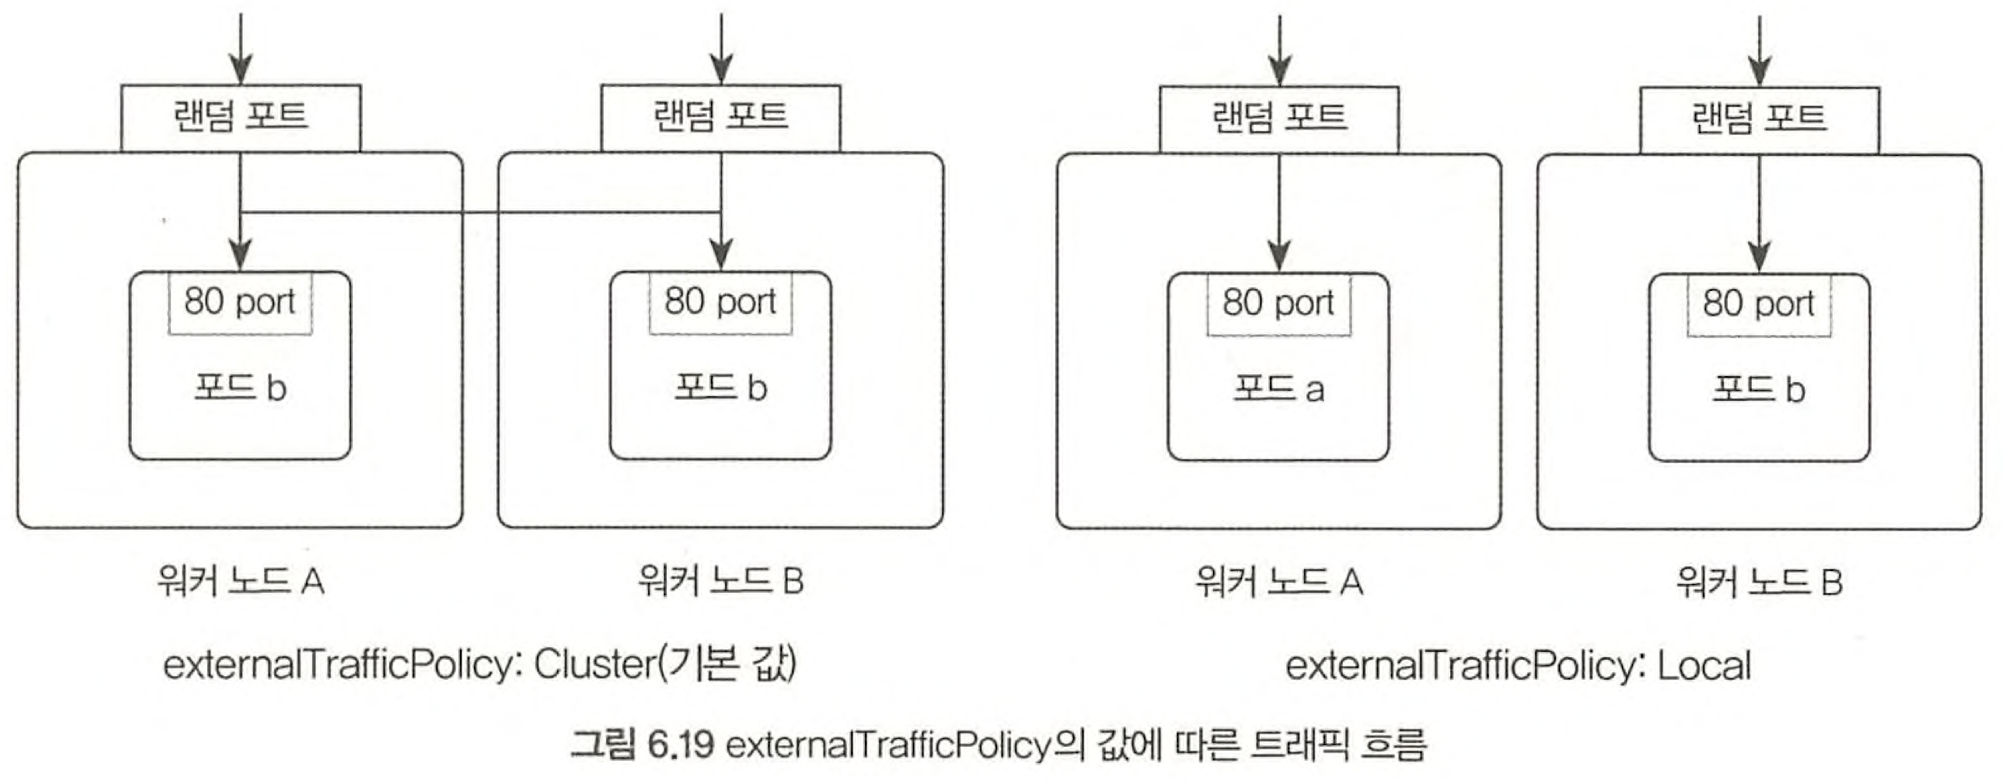 랜덤 포트
랜덤 포트
80 port
80 port
포드 b
포드 b
워커 노드 A
워커 노드 B
externalTrafficPolicy: Cluster(기본 값)
랜덤 포트
랜덤 포트
80 port
80 port
포드 a
포드 b
워커 노드 A
워커 노드 B
externalTrafficPolicy: Local
그림 6.19 externalTrafficPolicy의 값에 따른 트래픽 흐름